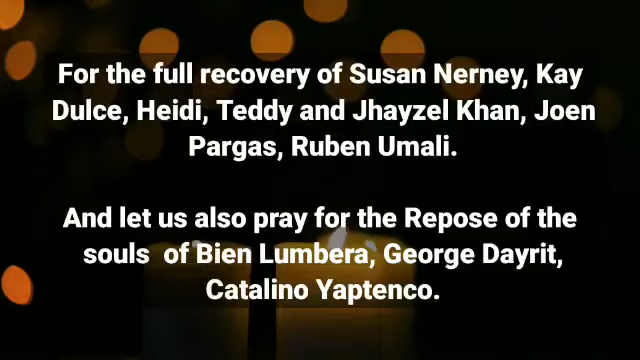 For the full recovery of Susan Nerney, Kay
Dulce, Heidi, Teddy and Jhayzel Khan, Joen
Pargas, Ruben Umali.
And let us also pray for the Repose of the
souls  of Bien Lumbera, George Dayrit,
Catalino Yaptenco.